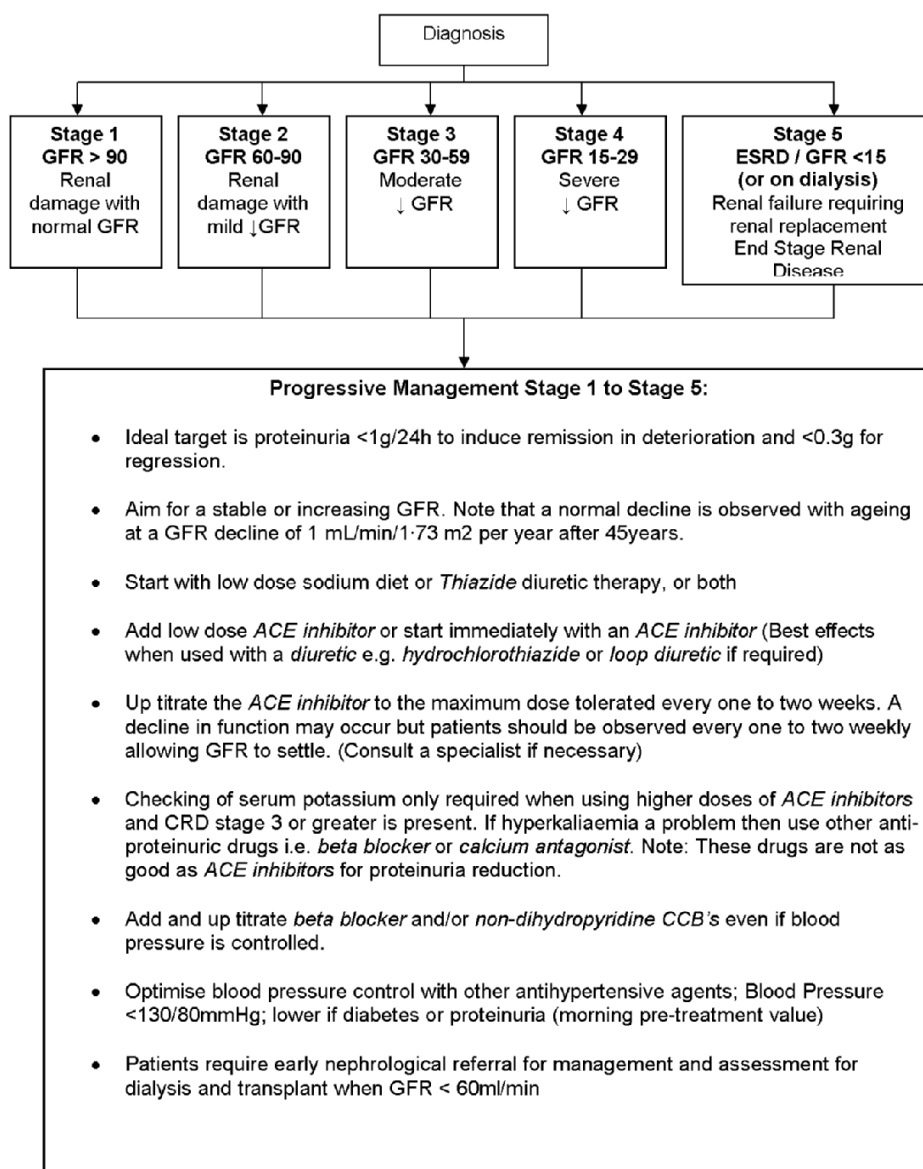 Diagnosis
Stage 1
GFR > 90
Renal
damage with
normal GFR
Stage 2
GFR 60-90
Renal
damage with
mild ↓GFR
Stage 3
GFR 30-59
Moderate
↓ GFR
Stage 4
GFR 15-29
Severe
↓ GFR
Stage 5
ESRD / GFR <15
(or on dialysis)
Renal failure requiring
renal replacement
End Stage Renal
Disease
Progressive Management Stage 1 to Stage 5:
• Ideal target is proteinuria <1g/24h to induce remission in deterioration and <0.3g for
regression.
• Aim for a stable or increasing GFR. Note that a normal decline is observed with ageing
at a GFR decline of 1 mL/min/1·73 m2 per year after 45years.
• Start with low dose sodium diet or Thiazide diuretic therapy, or both
• Add low dose ACE inhibitor or start immediately with an ACE inhibitor (Best effects
when used with a diuretic e.g. hydrochlorothiazide or loop diuretic if required)
• Up titrate the ACE inhibitor to the maximum dose tolerated every one to two weeks. A
decline in function may occur but patients should be observed every one to two weekly
allowing GFR to settle. (Consult a specialist if necessary)
• Checking of serum potassium only required when using higher doses of ACE inhibitors
and CRD stage 3 or greater is present. If hyperkaliaemia a problem then use other anti-
proteinuric drugs i.e. beta blocker or calcium antagonist. Note: These drugs are not as
good as ACE inhibitors for proteinuria reduction.
• Add and up titrate beta blocker and/or non-dihydropyridine CCB's even if blood
pressure is controlled.
• Optimise blood pressure control with other antihypertensive agents; Blood Pressure
<130/80mmHg; lower if diabetes or proteinuria (morning pre-treatment value)
• Patients require early nephrological referral for management and assessment for
dialysis and transplant when GFR < 60ml/min